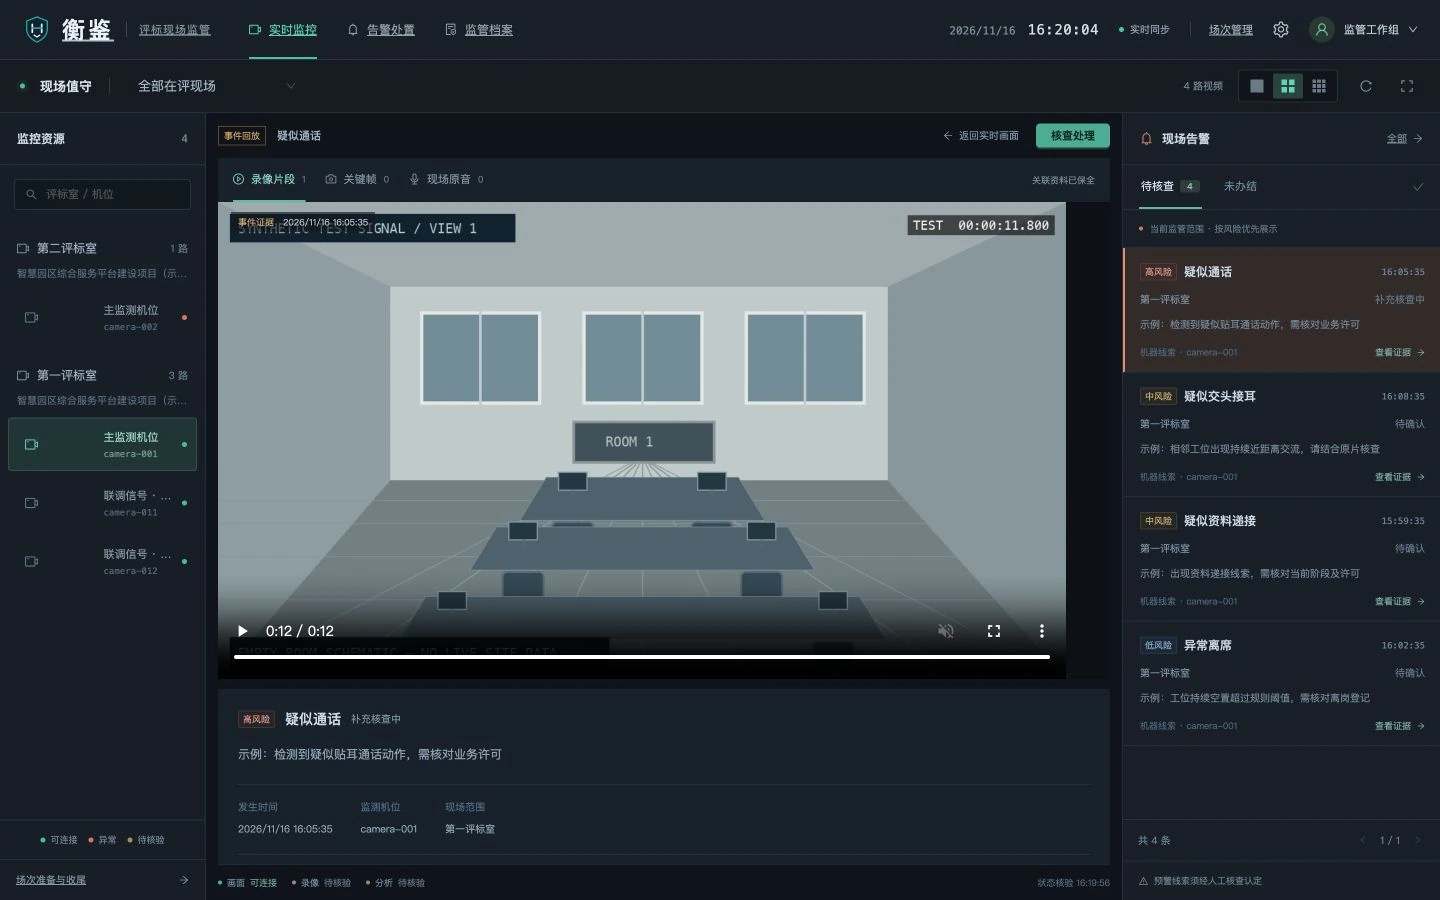 衡鉴
评标现场监管
实时监控
告警处置
监管档案
2026/11/16 16:20:04
实时同步
场次管理
监管工作组
现场值守
全部在评现场
4 路视频
监控资源 4
评标室 / 机位
第二评标室 1 路
智慧园区综合服务平台建设项目（示...
主监测机位
camera-002
第一评标室 3 路
智慧园区综合服务平台建设项目（示...
主监测机位
camera-001
联调信号 · ...
camera-011
联调信号 · ...
camera-012
可连接 异常 待核验
场次准备与收尾
事件回放 疑似通话
返回实时画面
核查处理
录像片段 1
关键帧 0
现场原音 0
关联资料已保全
事件证据 2026/11/16 16:05:35
SYNTHETIC TEST SIGNAL / VIEW 1
TEST 00:00:11.800
ROOM 1
0:12 / 0:12
EMPTY ROOM SCHEMATIC - NO LIVE SITE DATA
高风险 疑似通话 补充核查中
示例：检测到疑似贴耳通话动作，需核对业务许可
发生时间 监测机位 现场范围
2026/11/16 16:05:35 camera-001 第一评标室
画面 可连接 录像 待核验 分析 待核验
状态核验 16:19:56
现场告警 全部
待核查 4 未办结
当前监管范围 · 按风险优先展示
高风险 疑似通话 16:05:35
第一评标室 补充核查中
示例：检测到疑似贴耳通话动作，需核对业务许可
机器线索 · camera-001 查看证据
中风险 疑似交头接耳 16:08:35
第一评标室 待确认
示例：相邻工位出现持续近距离交流，请结合原片核查
机器线索 · camera-001 查看证据
中风险 疑似资料递接 15:59:35
第一评标室 待确认
示例：出现资料递接线索，需核对当前阶段及许可
机器线索 · camera-001 查看证据
低风险 异常离席 16:02:35
第一评标室 待确认
示例：工位持续空置超过规则阈值，需核对离岗登记
机器线索 · camera-001 查看证据
共 4 条 1 / 1
预警线索须经人工核查认定